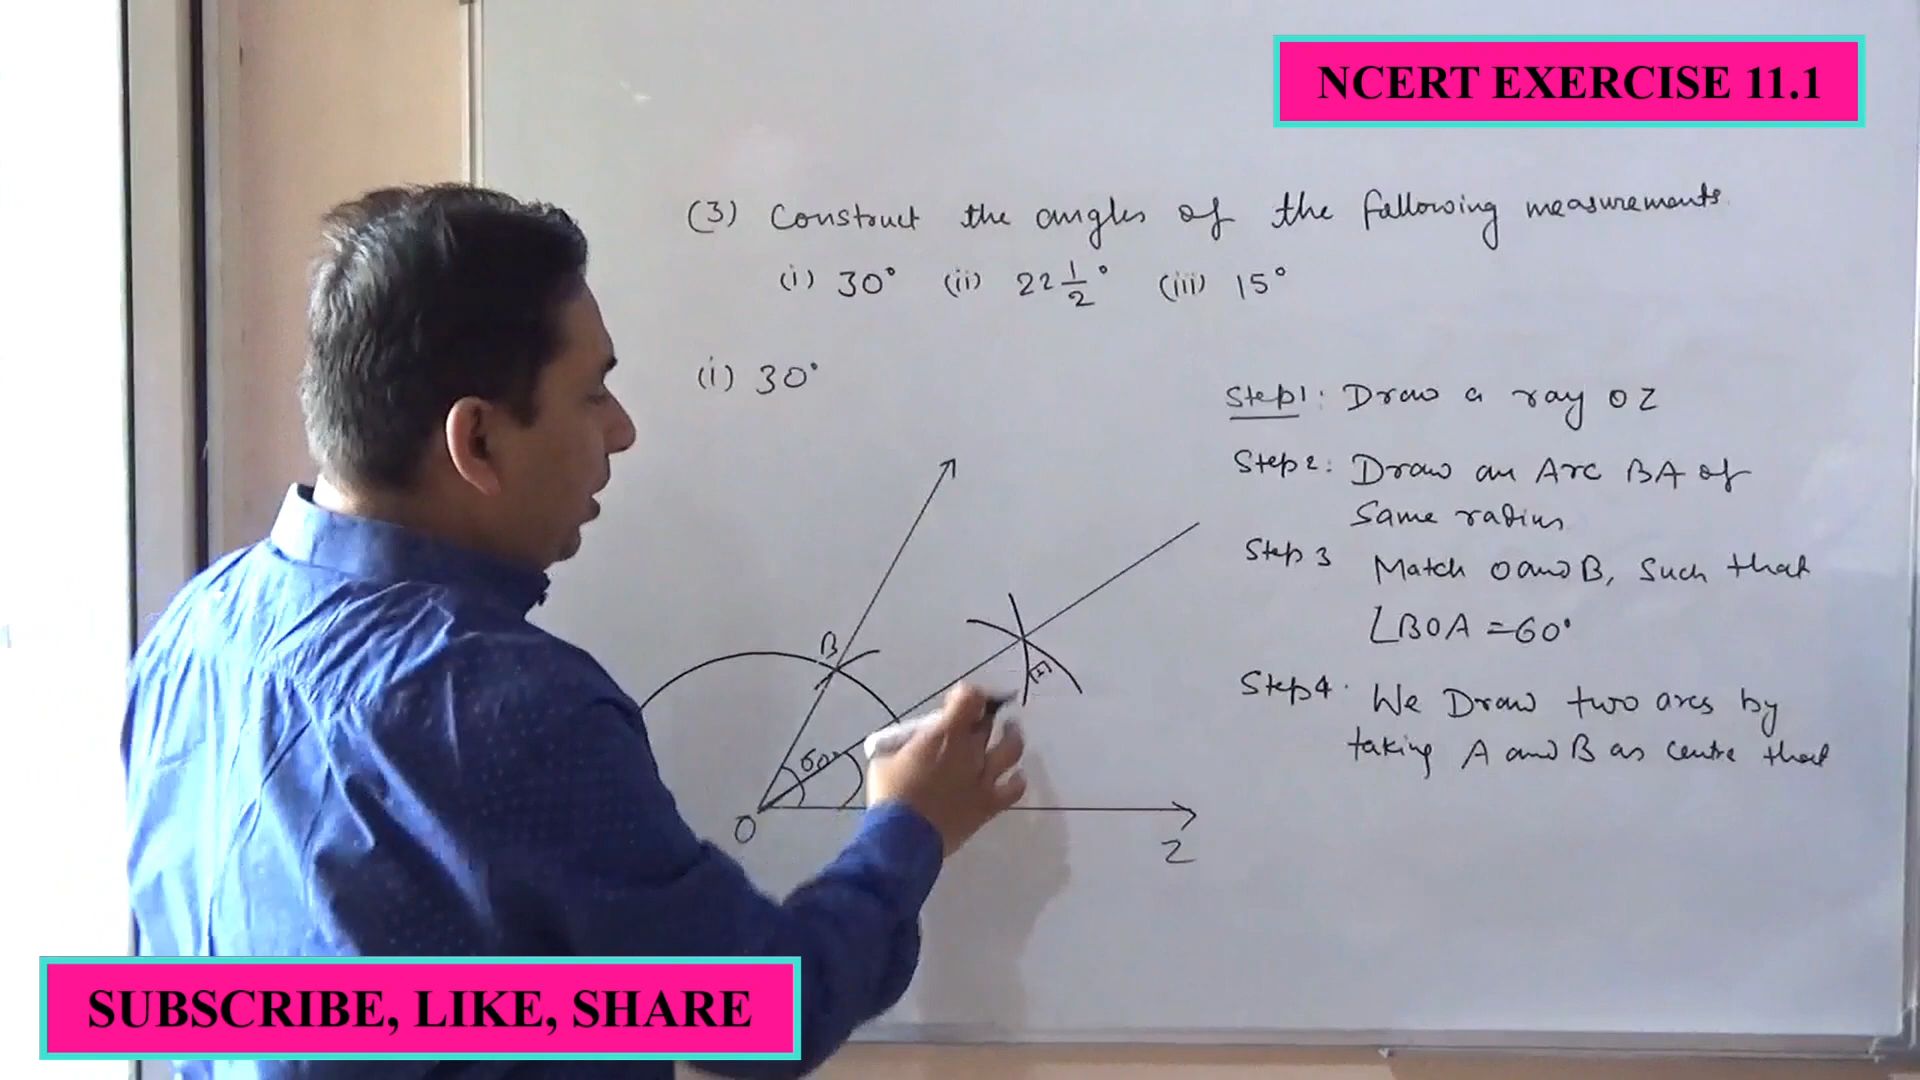 NCERT EXERCISE 11.1
(3) Construct the angles of the following measurements.
(i) 30° (ii) 22 1/2° (iii) 15°
(i) 30°
Step1: Draw a ray OZ
Step2: Draw an Arc BA of
Same radius
Step 3 Match O and B, Such that
∠BOA = 60°
Step4. We Draw two arcs by
taking A and B as centre that
B
60
O
Z
SUBSCRIBE, LIKE, SHARE